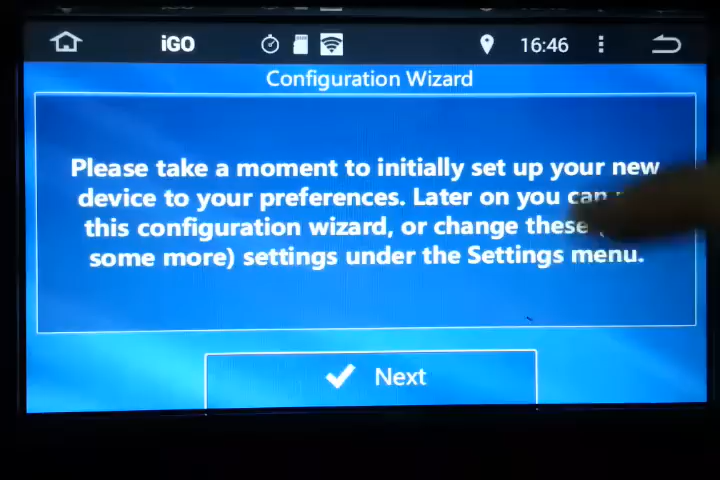 iGO
16:46
Configuration Wizard
Please take a moment to initially set up your new
device to your preferences. Later on you can
this configuration wizard, or change these
some more) settings under the Settings menu.
Next